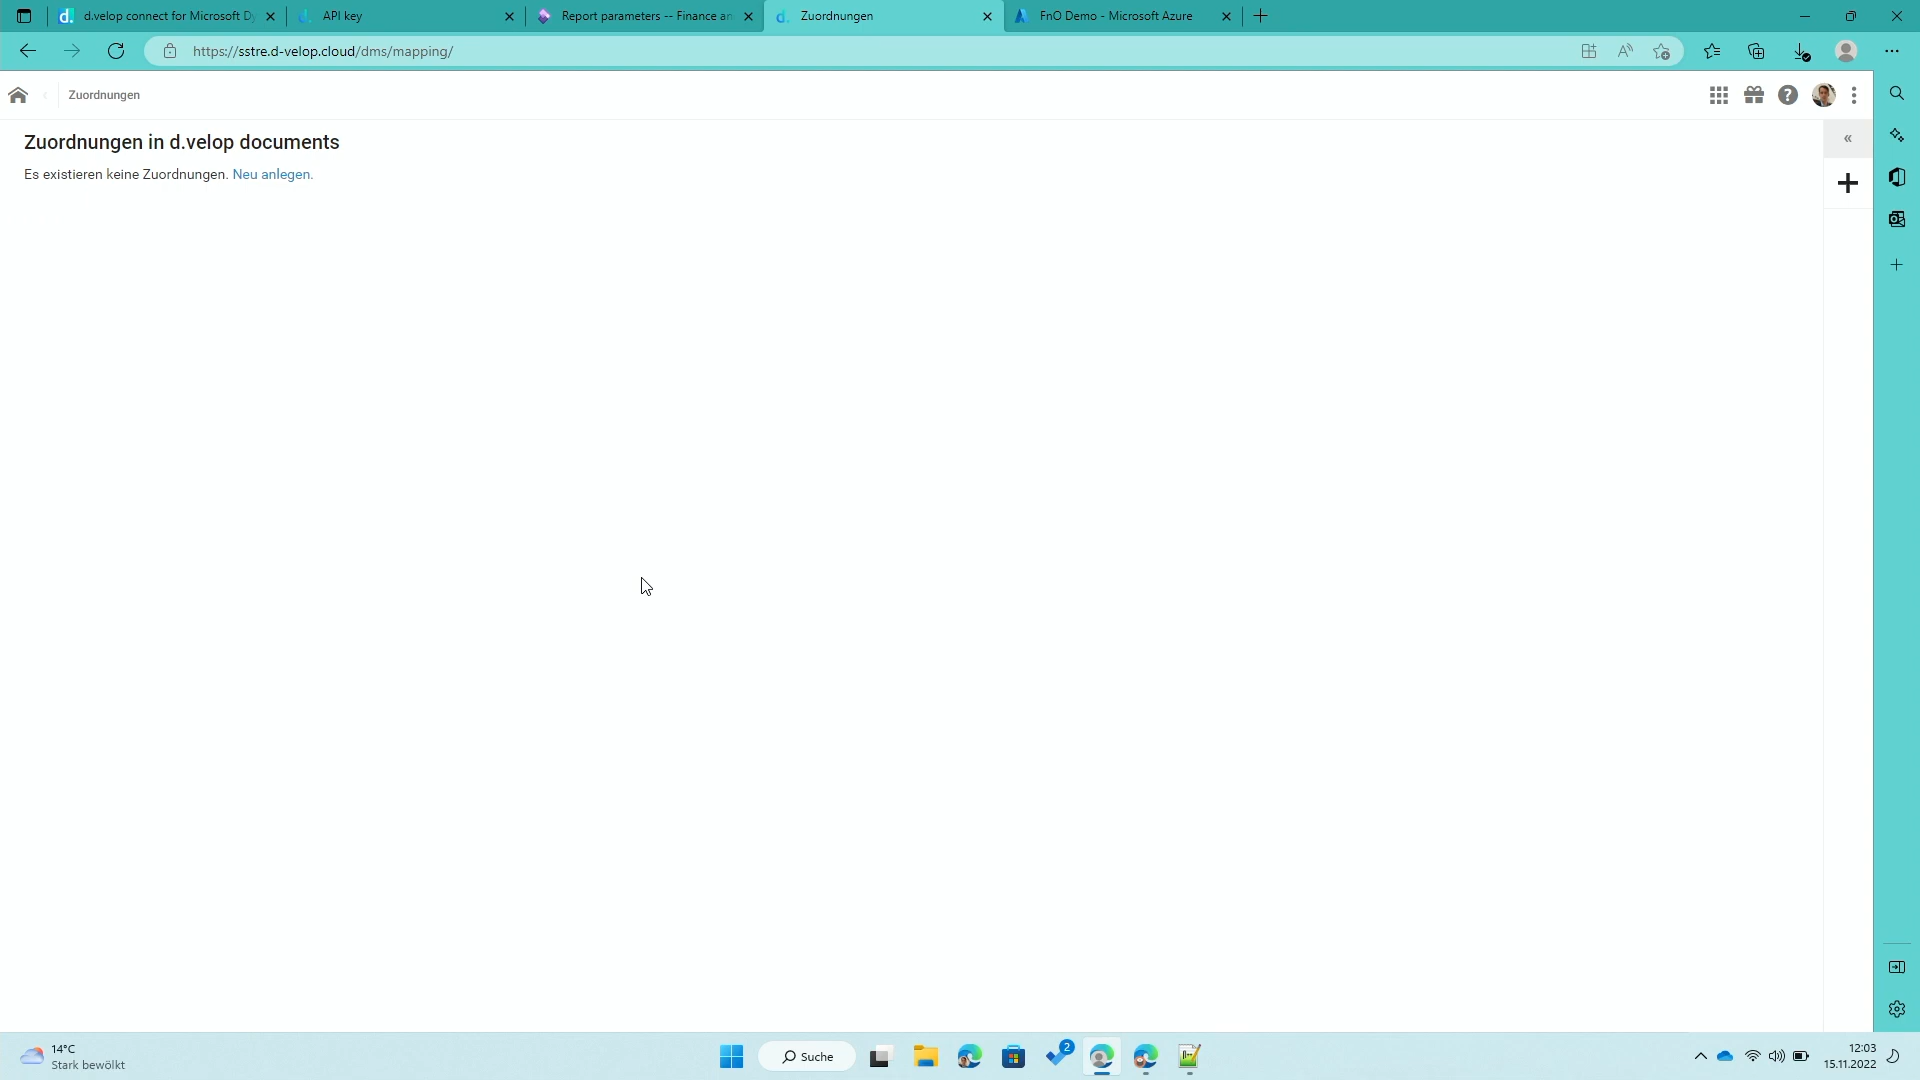 d.velop connect for Microsoft Dy
API key
Report parameters -- Finance an
Zuordnungen
FnO Demo - Microsoft Azure
https://sstre.d-velop.cloud/dms/mapping/
Zuordnungen
Zuordnungen in d.velop documents
Es existieren keine Zuordnungen. Neu anlegen.
14°C
Stark bewölkt
Suche
2
12:03
15.11.2022